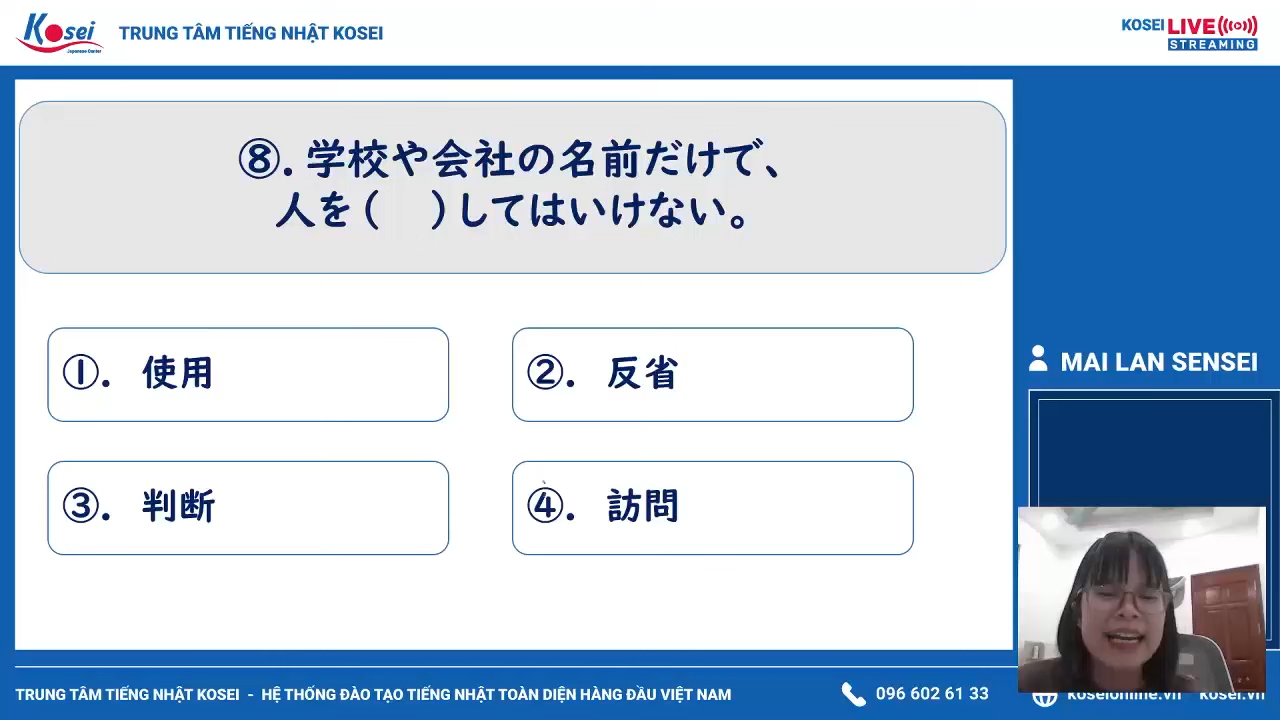 Kosei
Japanese Center
TRUNG TÂM TIẾNG NHẬT KOSEI
KOSEI LIVE
STREAMING
⑧. 学校や会社の名前だけで、
人を (　) してはいけない。
①. 使用
②. 反省
③. 判断
④. 訪問
MAI LAN SENSEI
TRUNG TÂM TIẾNG NHẬT KOSEI - HỆ THỐNG ĐÀO TẠO TIẾNG NHẬT TOÀN DIỆN HÀNG ĐẦU VIỆT NAM
096 602 61 33
koseionline.vn
kosei.vn